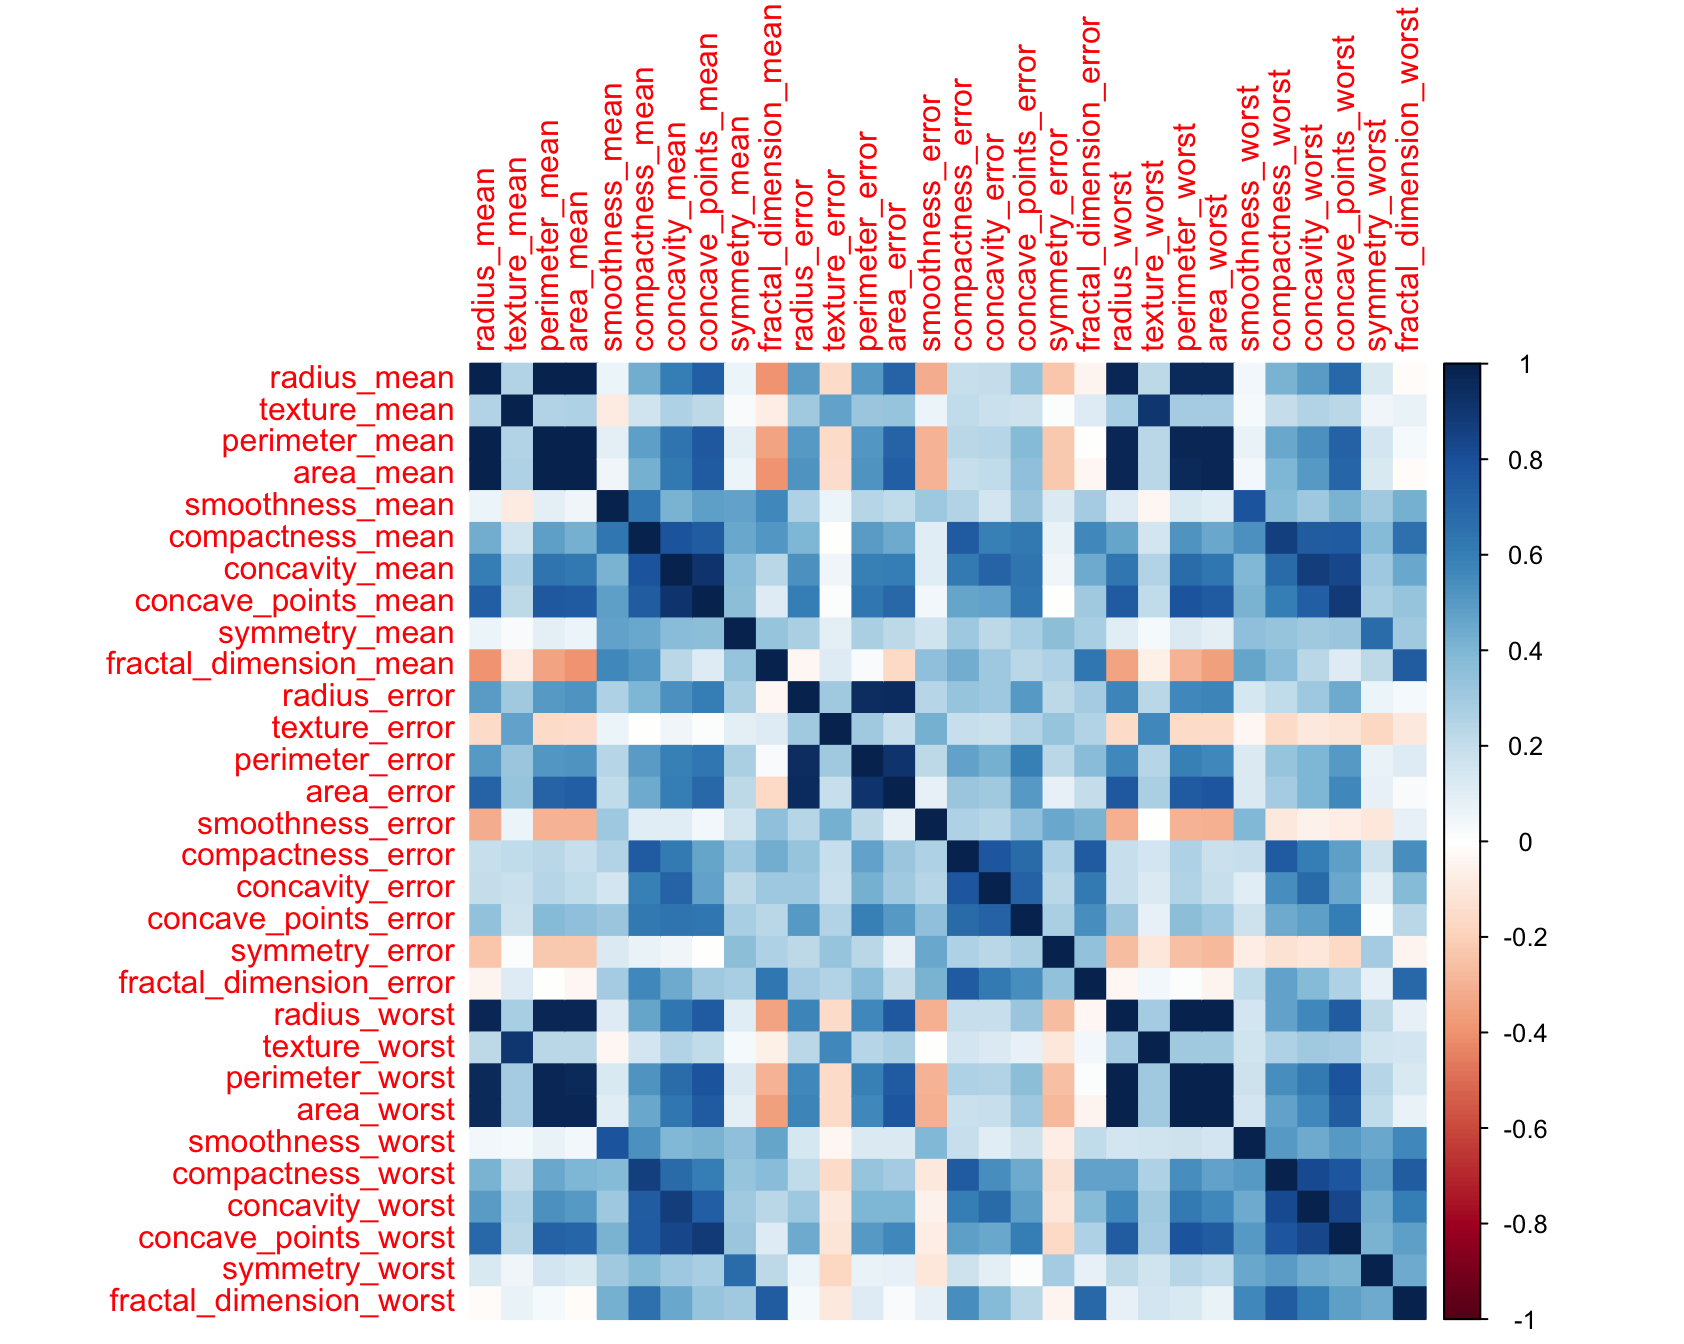 radius_mean
texture_mean
perimeter_mean
area_mean
smoothness_mean
compactness_mean
concavity_mean
concave_points_mean
symmetry_mean
fractal_dimension_mean
radius_error
texture_error
perimeter_error
area_error
smoothness_error
compactness_error
concavity_error
concave_points_error
symmetry_error
fractal_dimension_error
radius_worst
texture_worst
perimeter_worst
area_worst
smoothness_worst
compactness_worst
concavity_worst
concave_points_worst
symmetry_worst
fractal_dimension_worst
radius_mean
texture_mean
perimeter_mean
area_mean
smoothness_mean
compactness_mean
concavity_mean
concave_points_mean
symmetry_mean
fractal_dimension_mean
radius_error
texture_error
perimeter_error
area_error
smoothness_error
compactness_error
concavity_error
concave_points_error
symmetry_error
fractal_dimension_error
radius_worst
texture_worst
perimeter_worst
area_worst
smoothness_worst
compactness_worst
concavity_worst
concave_points_worst
symmetry_worst
fractal_dimension_worst
1
0.8
0.6
0.4
0.2
0
-0.2
-0.4
-0.6
-0.8
-1